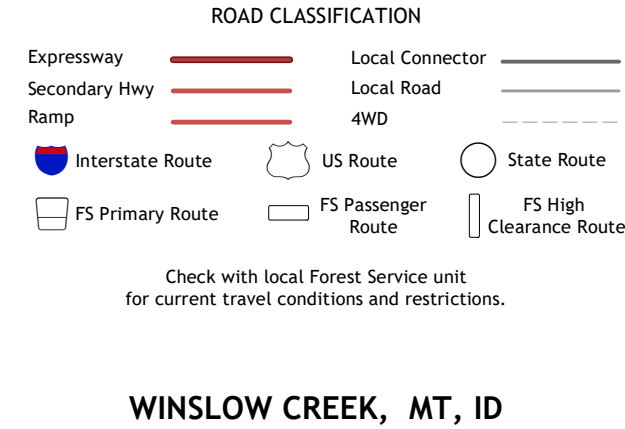 ROAD CLASSIFICATION
Expressway
Local Connector
Secondary Hwy
Local Road
Ramp
4WD
Interstate Route
US Route
State Route
FS Primary Route
FS Passenger
Route
FS High
Clearance Route
Check with local Forest Service unit
for current travel conditions and restrictions.
WINSLOW CREEK, MT, ID